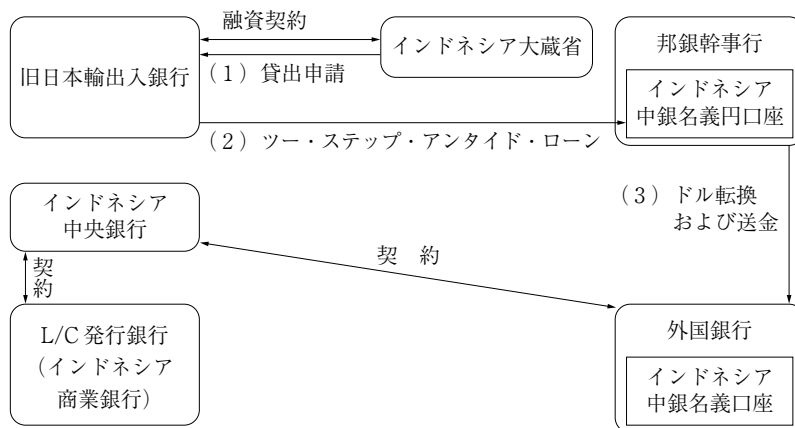 融資契約
旧日本輸出入銀行
インドネシア大蔵省
(1)貸出申請
邦銀幹事行
インドネシア
中銀名義円口座
(2)ツー・ステップ・アンタイド・ローン
(3)ドル転換
および送金
インドネシア
中央銀行
契約
契 約
L/C発行銀行
(インドネシア
商業銀行)
外国銀行
インドネシア
中銀名義口座